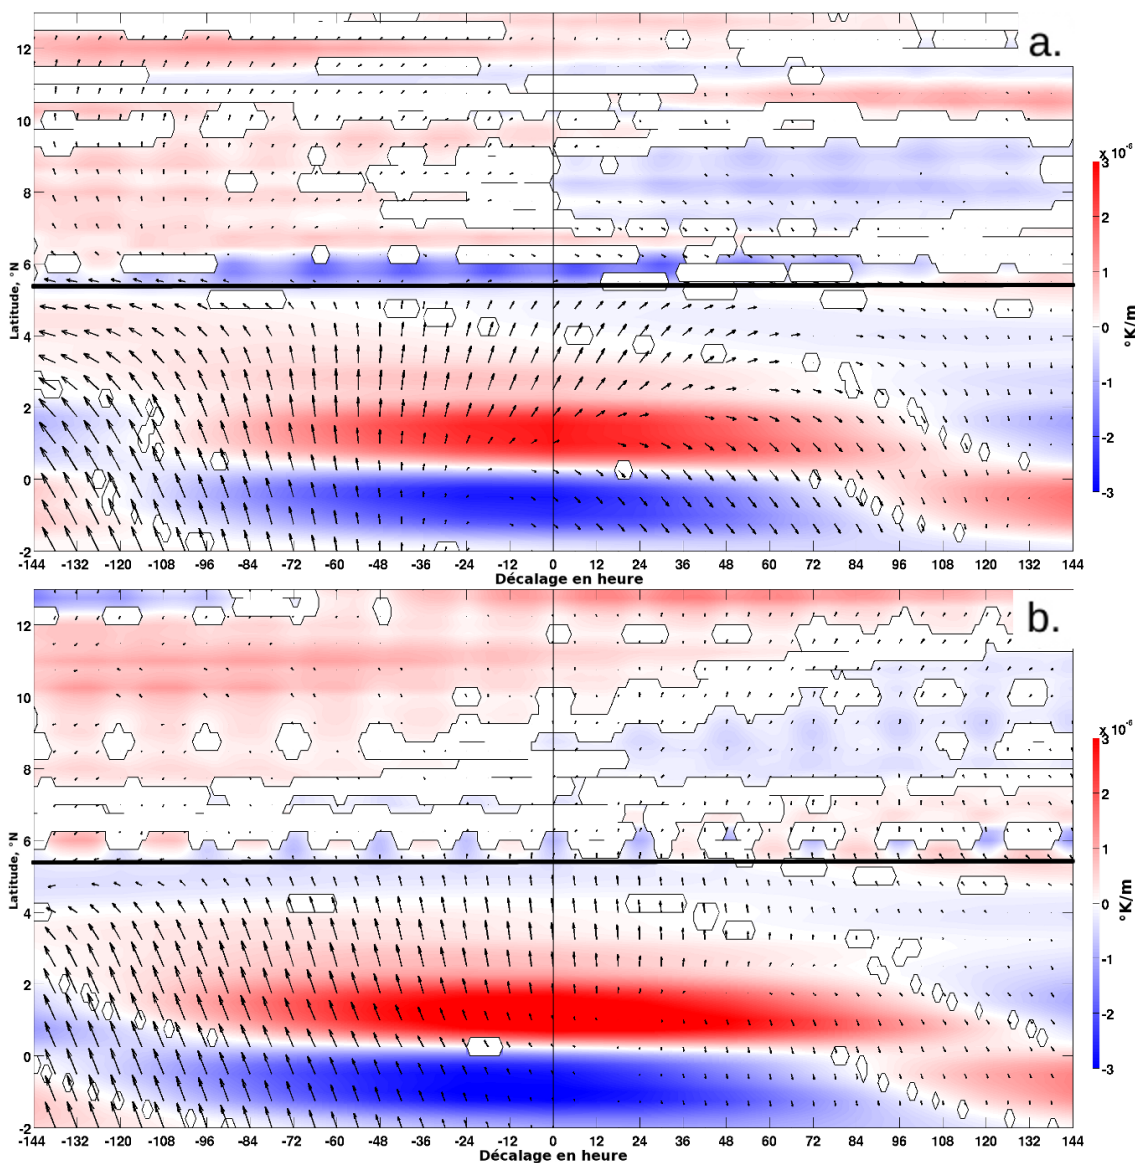 a.
12
10
8
6
4
2
0
-2
Latitude, °N
-144 -132 -120 -108 -96 -84 -72 -60 -48 -36 -24 -12 0 12 24 36 48 60 72 84 96 108 120 132 144
Décalage en heure
x 10⁻⁶
3
2
1
0
-1
-2
-3
°K/m
b.
12
10
8
6
4
2
0
-2
Latitude, °N
-144 -132 -120 -108 -96 -84 -72 -60 -48 -36 -24 -12 0 12 24 36 48 60 72 84 96 108 120 132 144
Décalage en heure
x 10⁻⁶
3
2
1
0
-1
-2
-3
°K/m